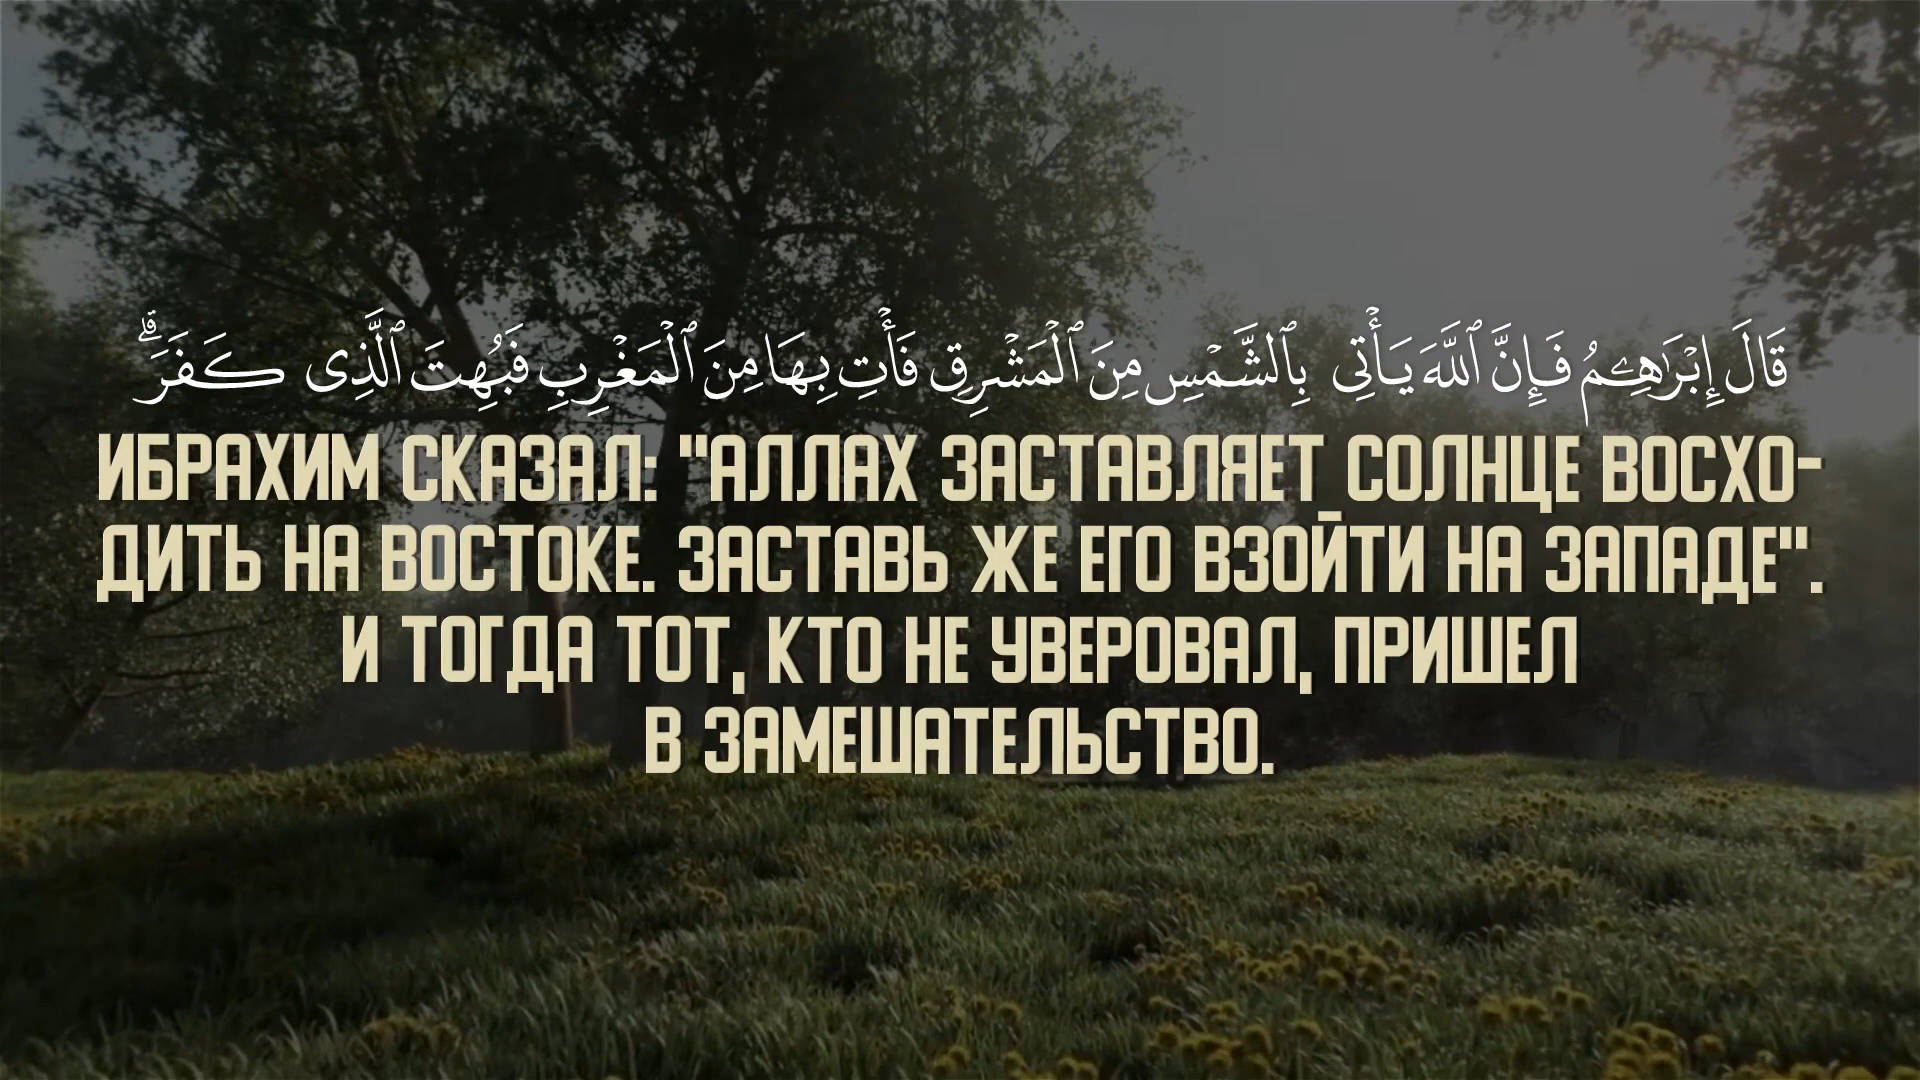 قَالَ إِبْرَٰهِـۧمُ فَإِنَّ ٱللَّهَ يَأْتِى بِٱلشَّمْسِ مِنَ ٱلْمَشْرِقِ فَأْتِ بِهَا مِنَ ٱلْمَغْرِبِ فَبُهِتَ ٱلَّذِى كَفَرَ ۗ
ИБРАХИМ СКАЗАЛ: "АЛЛАХ ЗАСТАВЛЯЕТ СОЛНЦЕ ВОСХО-
ДИТЬ НА ВОСТОКЕ. ЗАСТАВЬ ЖЕ ЕГО ВЗОЙТИ НА ЗАПАДЕ".
И ТОГДА ТОТ, КТО НЕ УВЕРОВАЛ, ПРИШЕЛ
В ЗАМЕШАТЕЛЬСТВО.